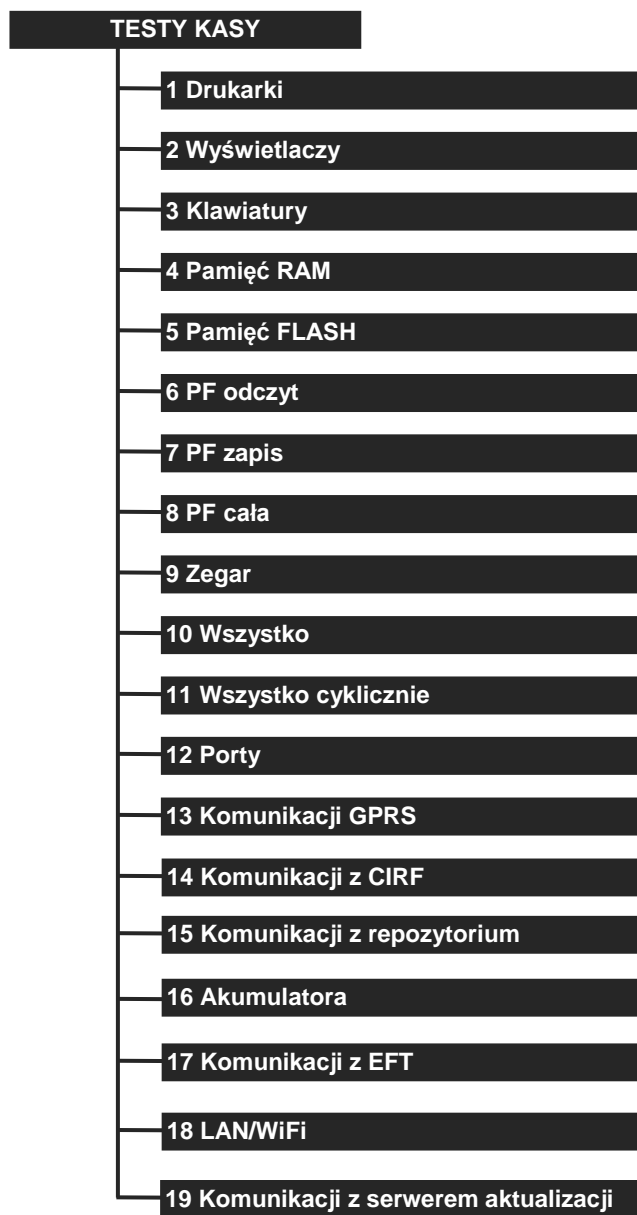 TESTY KASY
1 Drukarki
2 Wyświetlaczy
3 Klawiatury
4 Pamięć RAM
5 Pamięć FLASH
6 PF odczyt
7 PF zapis
8 PF cała
9 Zegar
10 Wszystko
11 Wszystko cyklicznie
12 Porty
13 Komunikacji GPRS
14 Komunikacji z CIRF
15 Komunikacji z repozytorium
16 Akumulatora
17 Komunikacji z EFT
18 LAN/WiFi
19 Komunikacji z serwerem aktualizacji